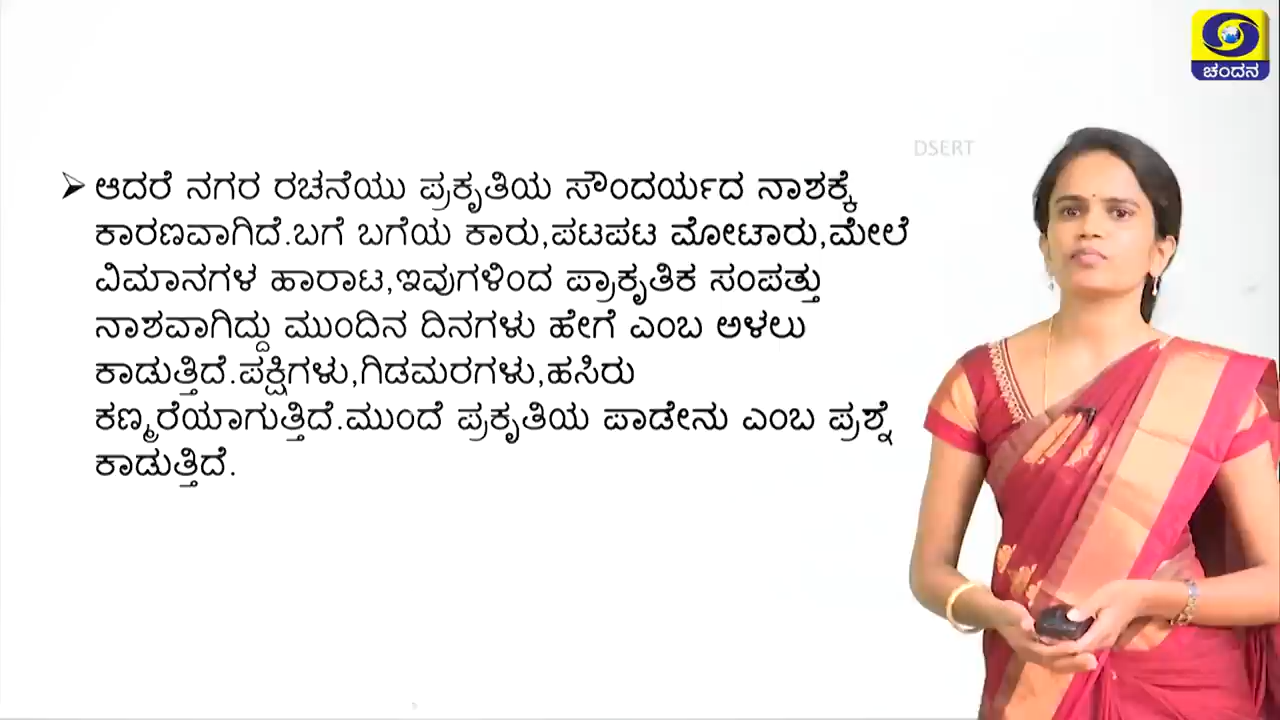 ಚಂದನ
DSERT
➢ ಆದರೆ ನಗರ ರಚನೆಯು ಪ್ರಕೃತಿಯ ಸೌಂದರ್ಯದ ನಾಶಕ್ಕೆ
ಕಾರಣವಾಗಿದೆ.ಬಗೆ ಬಗೆಯ ಕಾರು,ಪಟಪಟ ಮೋಟಾರು,ಮೇಲೆ
ವಿಮಾನಗಳ ಹಾರಾಟ,ಇವುಗಳಿಂದ ಪ್ರಾಕೃತಿಕ ಸಂಪತ್ತು
ನಾಶವಾಗಿದ್ದು ಮುಂದಿನ ದಿನಗಳು ಹೇಗೆ ಎಂಬ ಅಳಲು
ಕಾಡುತ್ತಿದೆ.ಪಕ್ಷಿಗಳು,ಗಿಡಮರಗಳು,ಹಸಿರು
ಕಣ್ಮರೆಯಾಗುತ್ತಿದೆ.ಮುಂದೆ ಪ್ರಕೃತಿಯ ಪಾಡೇನು ಎಂಬ ಪ್ರಶ್ನೆ
ಕಾಡುತ್ತಿದೆ.